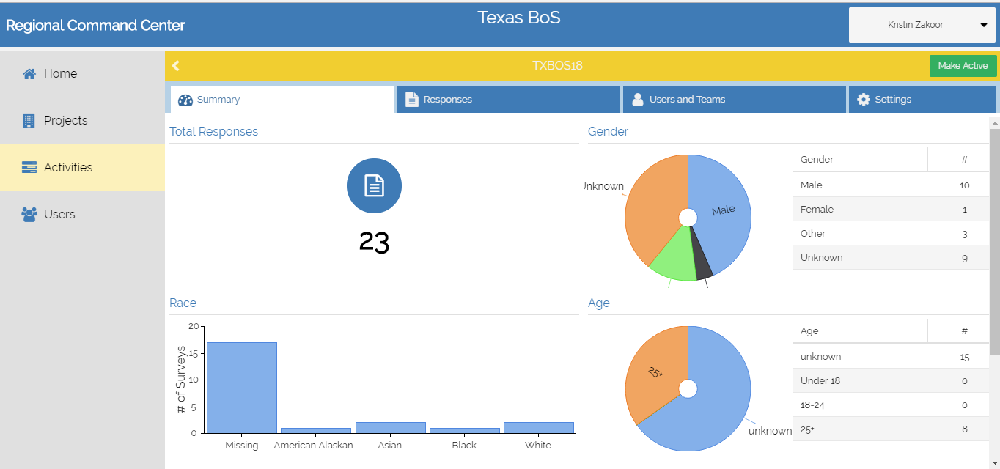 Regional Command Center
Texas BoS
Kristin Zakoor
Home
Projects
Activities
Users
TXBOS18
Make Active
Summary
Responses
Users and Teams
Settings
Total Responses
23
Gender
Unknown
Male
Gender #
Male 10
Female 1
Other 3
Unknown 9
Race
# of Surveys
20
15
10
5
0
Missing American Alaskan Asian Black White
Age
25+
unknown
Age #
unknown 15
Under 18 0
18-24 0
25+ 8